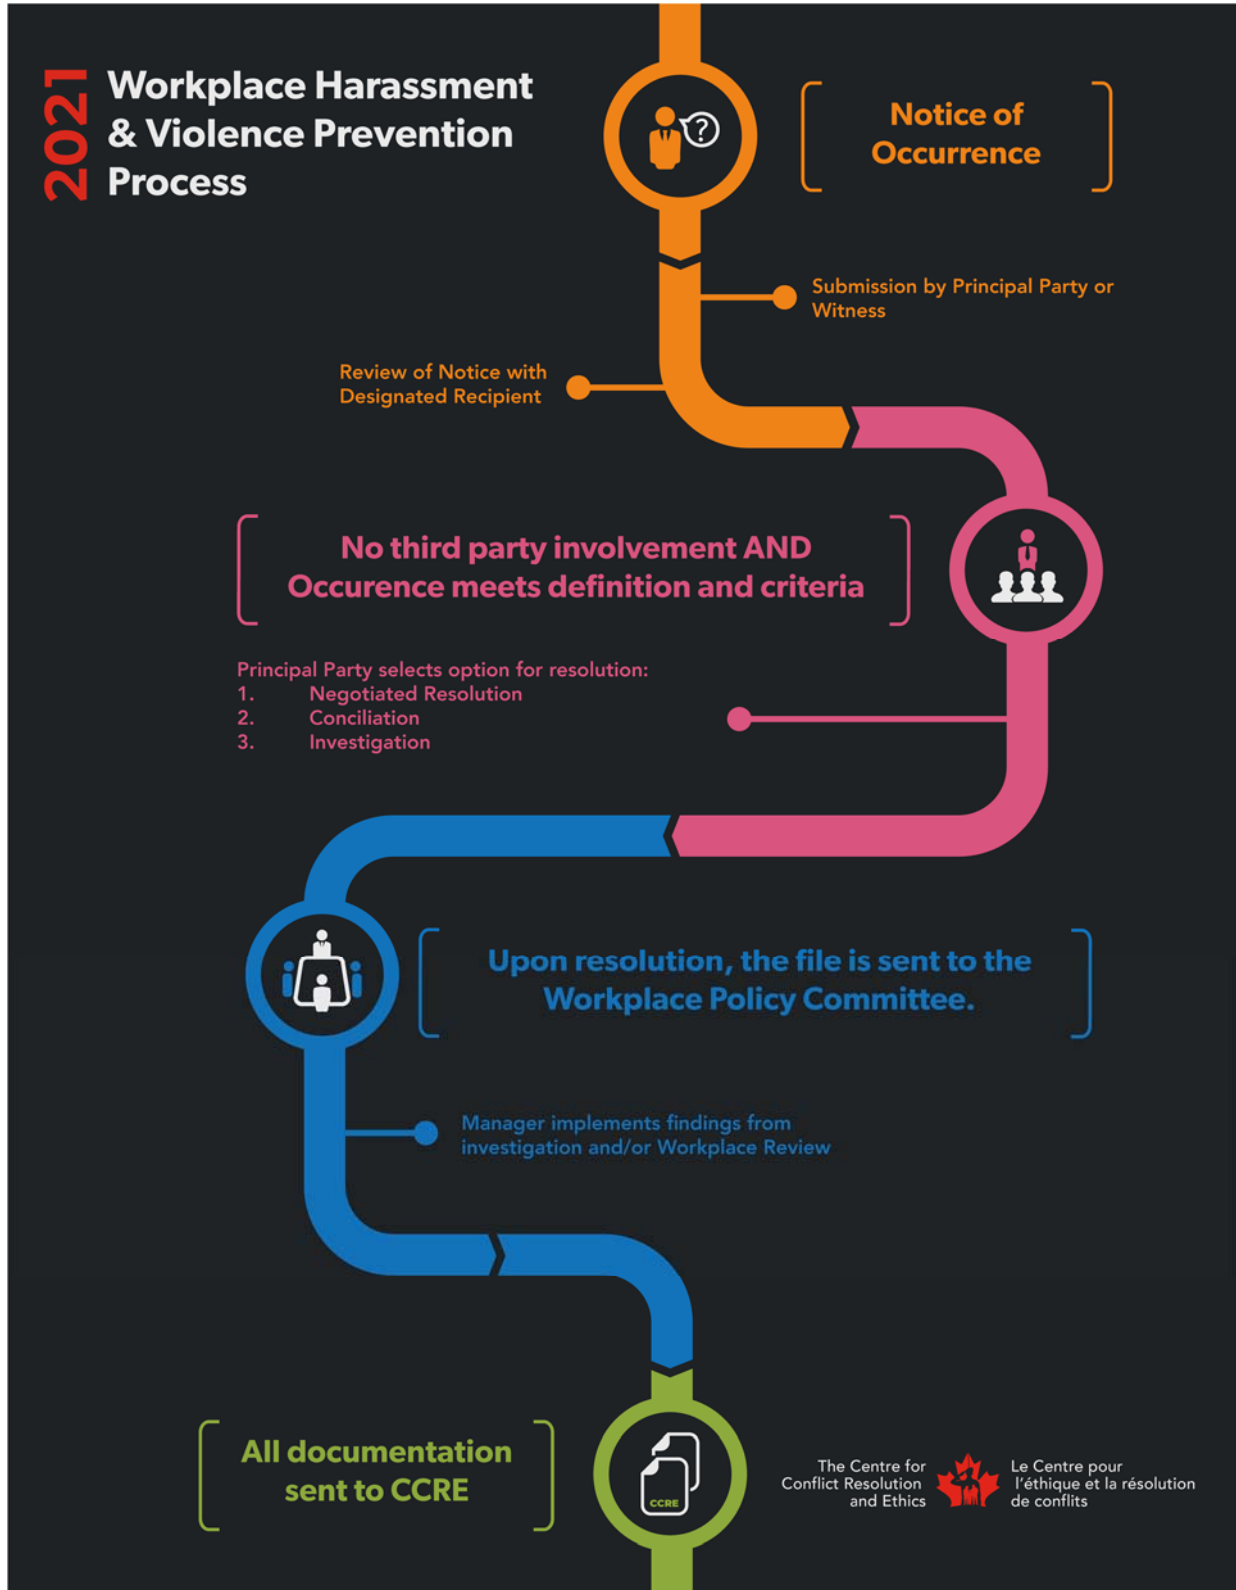 2021
Workplace Harassment
& Violence Prevention
Process
?
Notice of
Occurrence
Submission by Principal Party or
Witness
Review of Notice with
Designated Recipient
No third party involvement AND
Occurence meets definition and criteria
Principal Party selects option for resolution:
1. Negotiated Resolution
2. Conciliation
3. Investigation
Upon resolution, the file is sent to the
Workplace Policy Committee.
Manager implements findings from
investigation and/or Workplace Review
All documentation
sent to CCRE
CCRE
The Centre for
Conflict Resolution
and Ethics
Le Centre pour
l'éthique et la résolution
de conflits